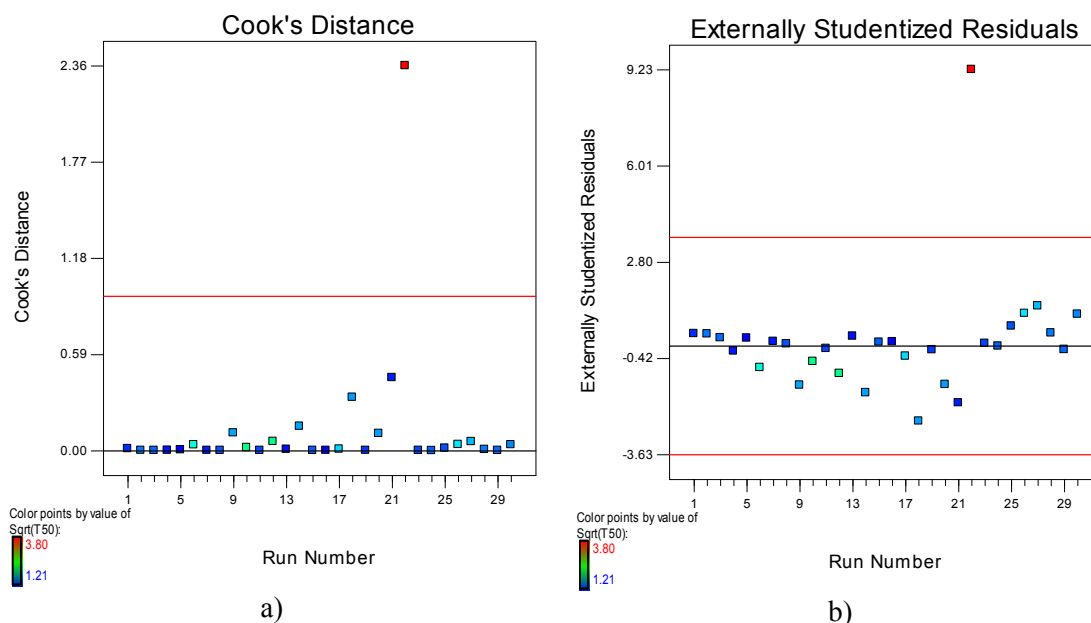 Cook's Distance
Cook's Distance
2.36
1.77
1.18
0.59
0.00
1 5 9 13 17 21 25 29
Run Number
Color points by value of
Sqrt(T50):
3.80
1.21
a)
Externally Studentized Residuals
Externally Studentized Residuals
9.23
6.01
2.80
-0.42
-3.63
1 5 9 13 17 21 25 29
Run Number
Color points by value of
Sqrt(T50):
3.80
1.21
b)